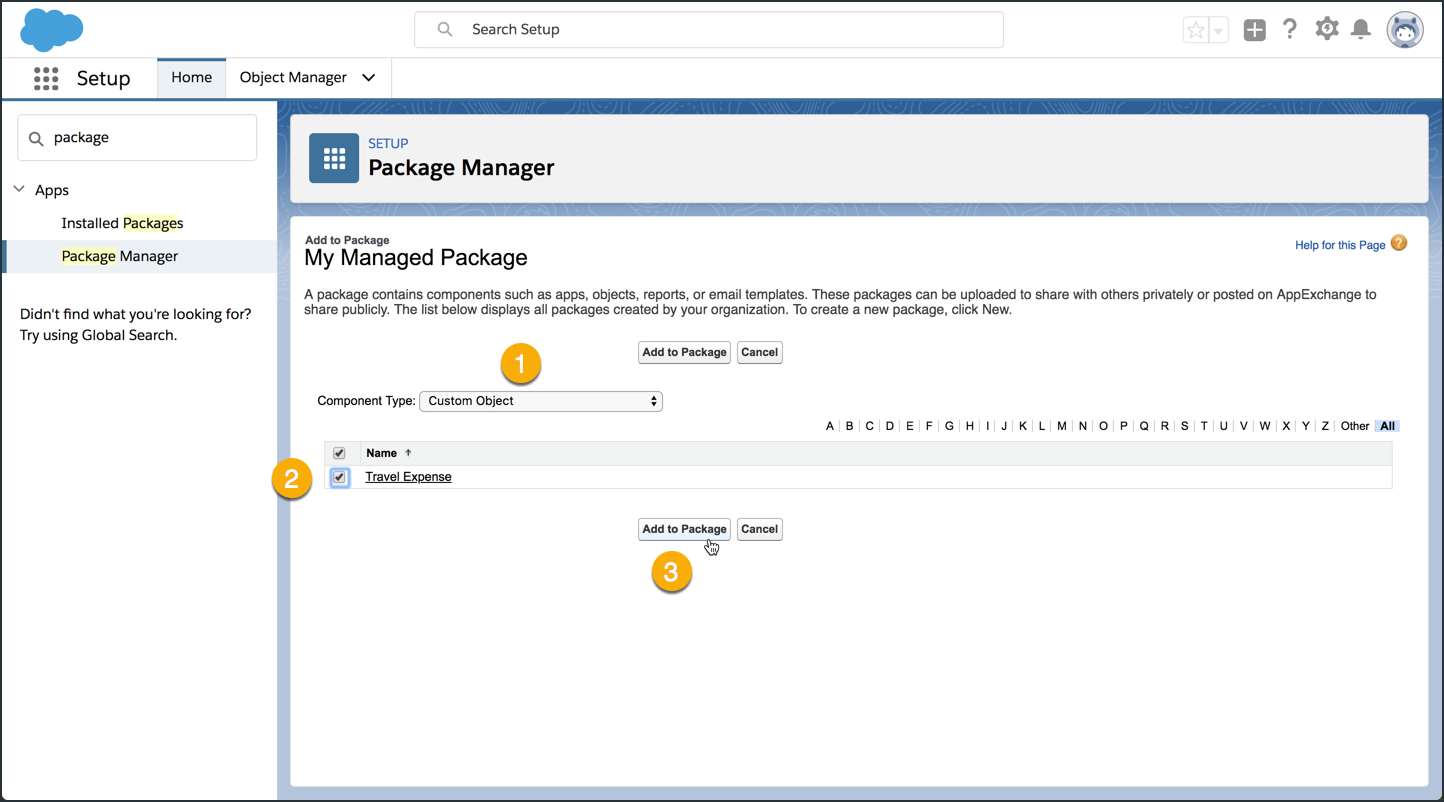 Search Setup
Setup
Home
Object Manager
package
Apps
Installed Packages
Package Manager
Didn't find what you're looking for?
Try using Global Search.
SETUP
Package Manager
Add to Package
My Managed Package
Help for this Page
A package contains components such as apps, objects, reports, or email templates. These packages can be uploaded to share with others privately or posted on AppExchange to
share publicly. The list below displays all packages created by your organization. To create a new package, click New.
1
Add to Package Cancel
Component Type: Custom Object
A B C D E F G H I J K L M N O P Q R S T U V W X Y Z Other All
Name
2
Travel Expense
Add to Package Cancel
3